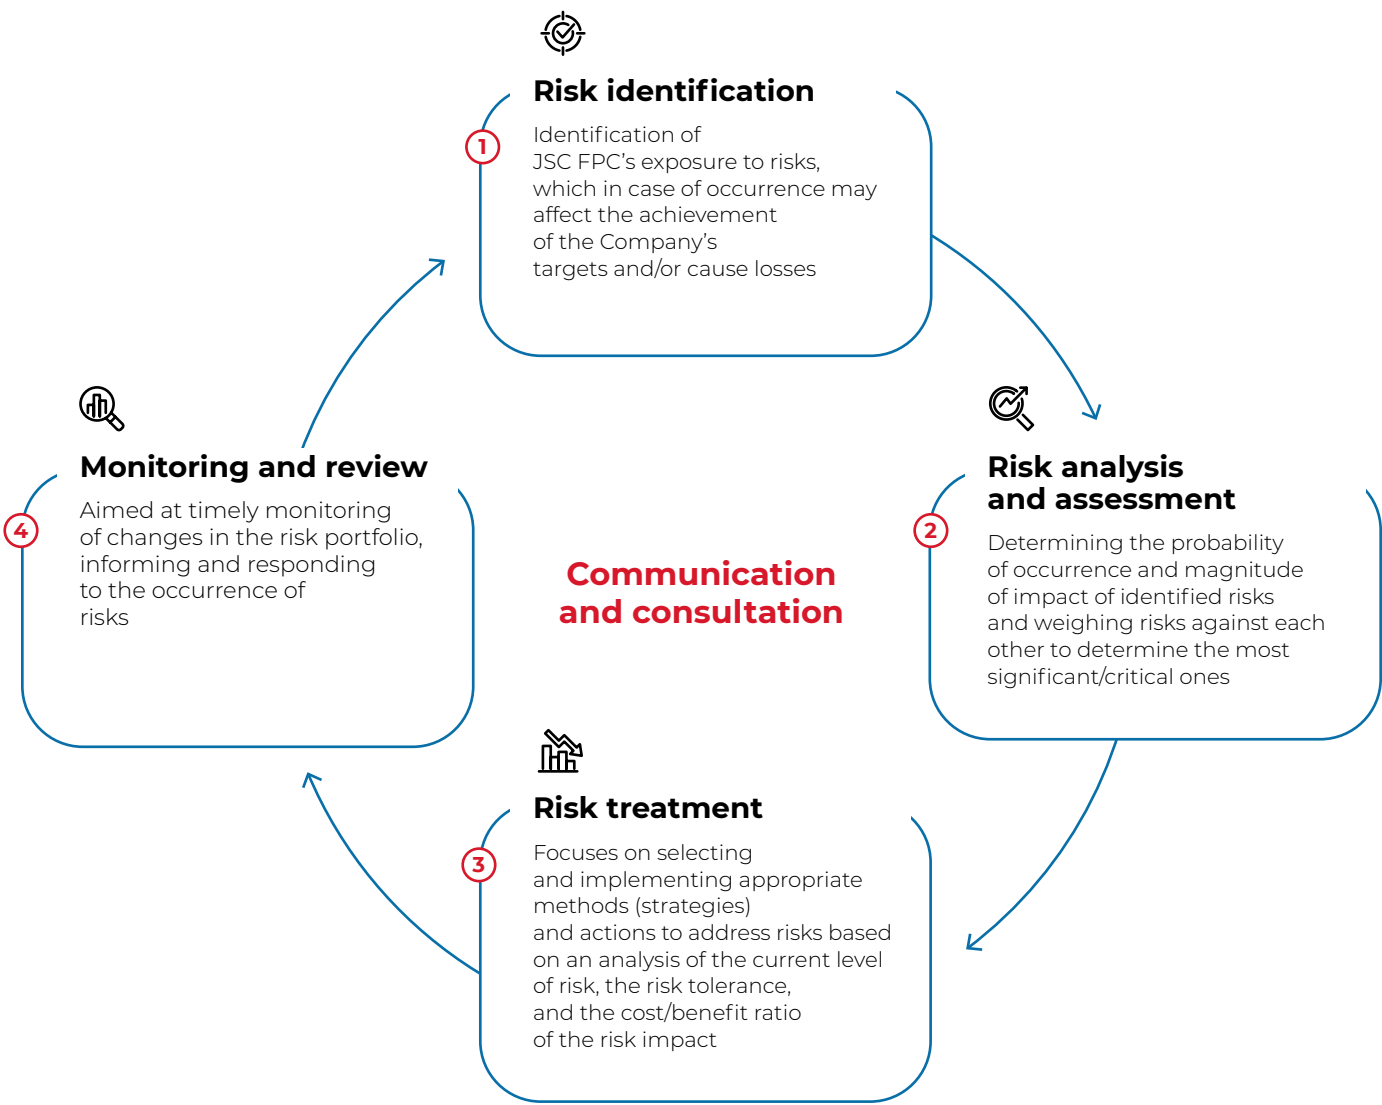 Risk identification
1
Identification of
JSC FPC’s exposure to risks,
which in case of occurrence may
affect the achievement
of the Company’s
targets and/or cause losses
Risk analysis
and assessment
2
Determining the probability
of occurrence and magnitude
of impact of identified risks
and weighing risks against each
other to determine the most
significant/critical ones
Risk treatment
3
Focuses on selecting
and implementing appropriate
methods (strategies)
and actions to address risks based
on an analysis of the current level
of risk, the risk tolerance,
and the cost/benefit ratio
of the risk impact
Monitoring and review
4
Aimed at timely monitoring
of changes in the risk portfolio,
informing and responding
to the occurrence of
risks
Communication
and consultation